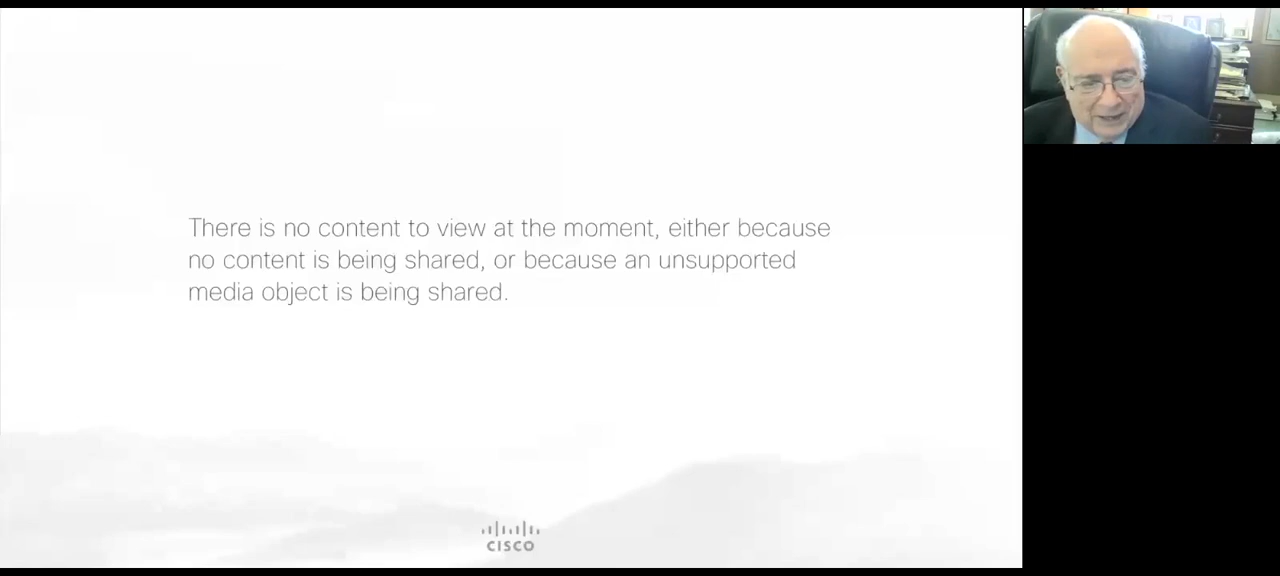 There is no content to view at the moment, either because
no content is being shared, or because an unsupported
media object is being shared.
CISCO